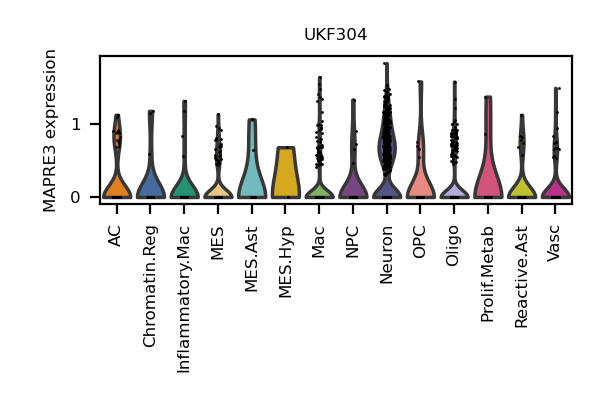 UKF304
MAPRE3 expression
1
0
AC
Chromatin.Reg
Inflammatory.Mac
MES
MES.Ast
MES.Hyp
Mac
NPC
Neuron
OPC
Oligo
Prolif.Metab
Reactive.Ast
Vasc